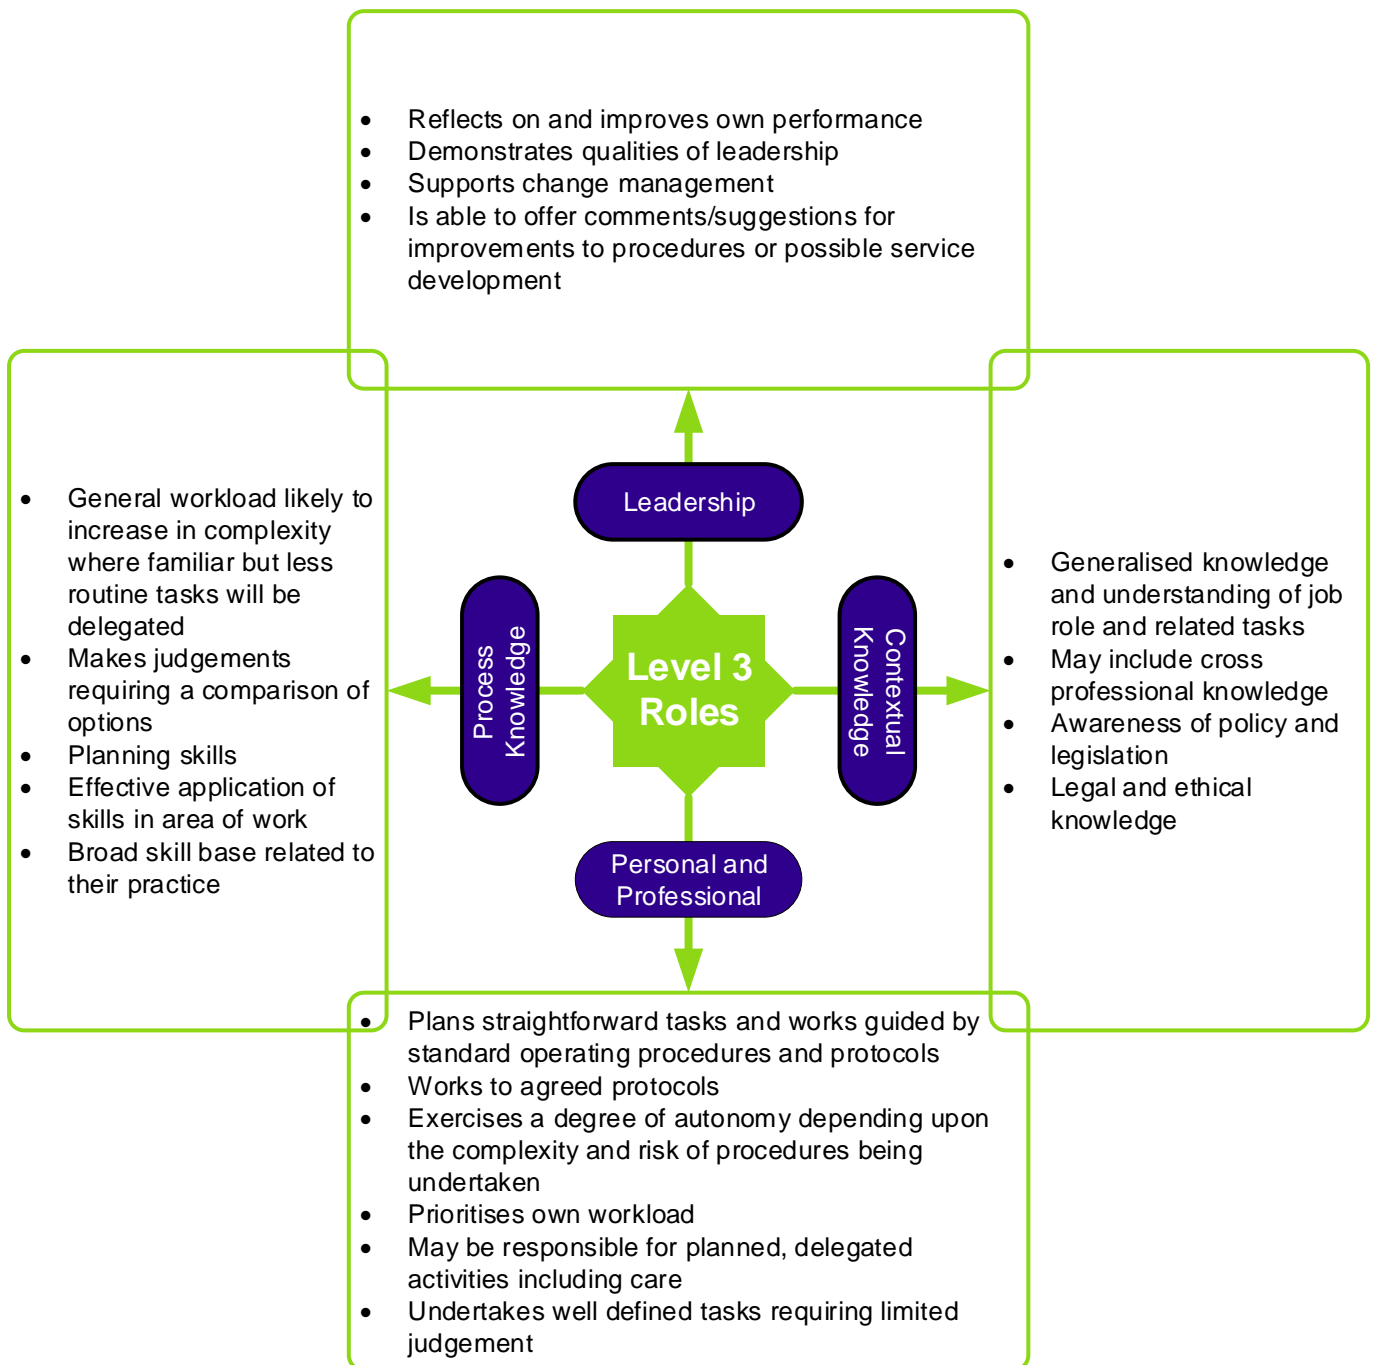 • Reflects on and improves own performance
• Demonstrates qualities of leadership
• Supports change management
• Is able to offer comments/suggestions for
improvements to procedures or possible service
development
Leadership
• General workload likely to
increase in complexity
where familiar but less
routine tasks will be
delegated
• Makes judgements
requiring a comparison of
options
• Planning skills
• Effective application of
skills in area of work
• Broad skill base related to
their practice
Process
Knowledge
Level 3
Roles
Contextual
Knowledge
• Generalised knowledge
and understanding of job
role and related tasks
• May include cross
professional knowledge
• Awareness of policy and
legislation
• Legal and ethical
knowledge
Personal and
Professional
• Plans straightforward tasks and works guided by
standard operating procedures and protocols
• Works to agreed protocols
• Exercises a degree of autonomy depending upon
the complexity and risk of procedures being
undertaken
• Prioritises own workload
• May be responsible for planned, delegated
activities including care
• Undertakes well defined tasks requiring limited
judgement